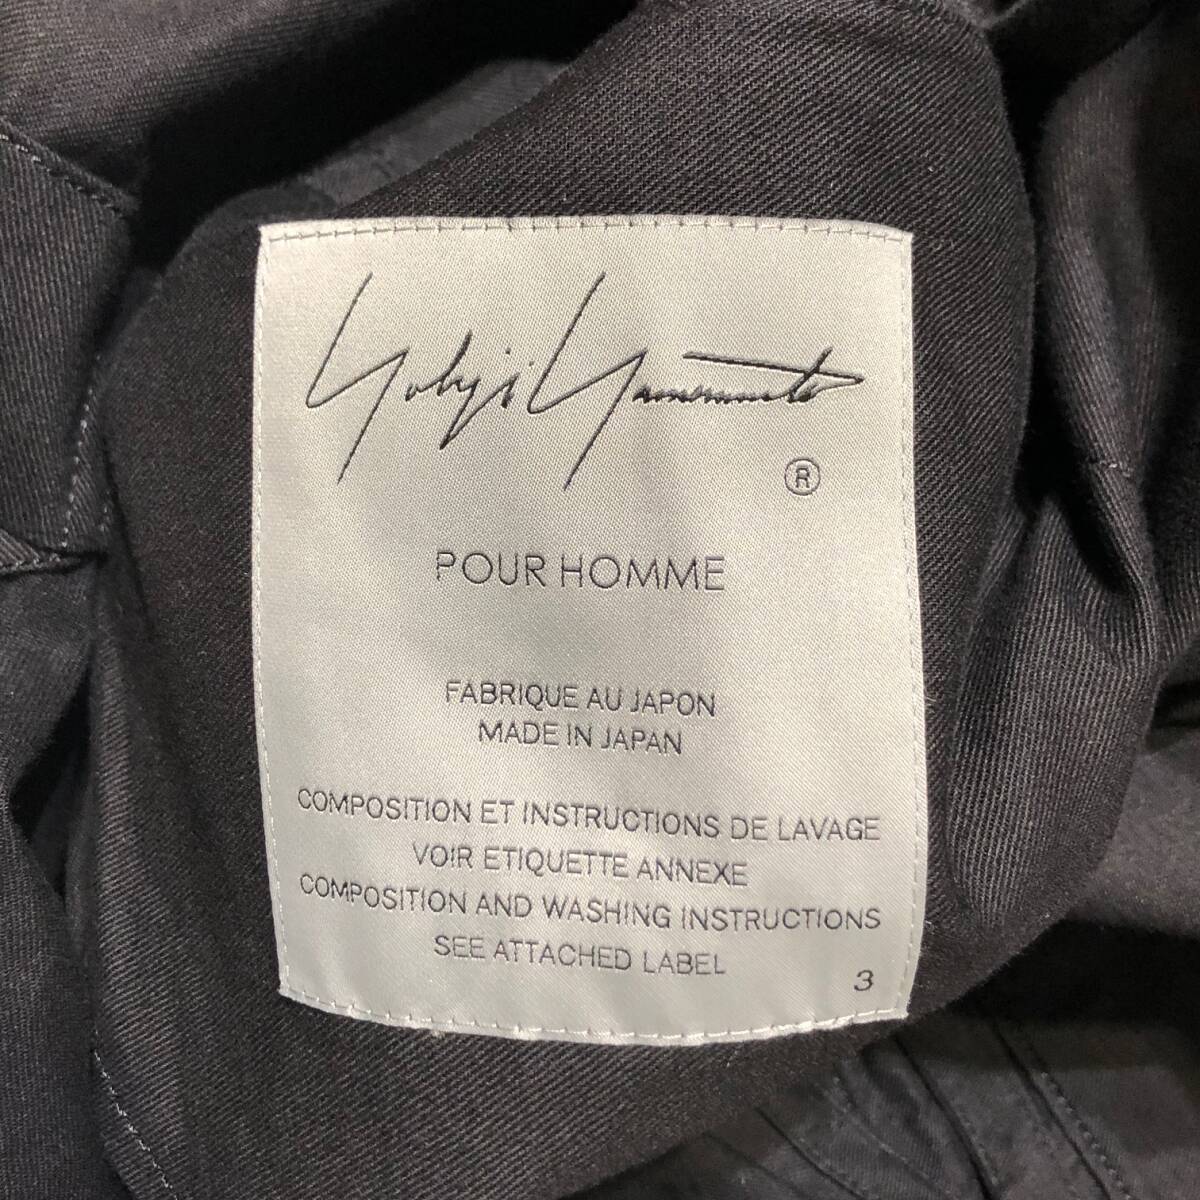 Yohji Yamamoto
®
POUR HOMME
FABRIQUE AU JAPON
MADE IN JAPAN
COMPOSITION ET INSTRUCTIONS DE LAVAGE
VOIR ETIQUETTE ANNEXE
COMPOSITION AND WASHING INSTRUCTIONS
SEE ATTACHED LABEL
3